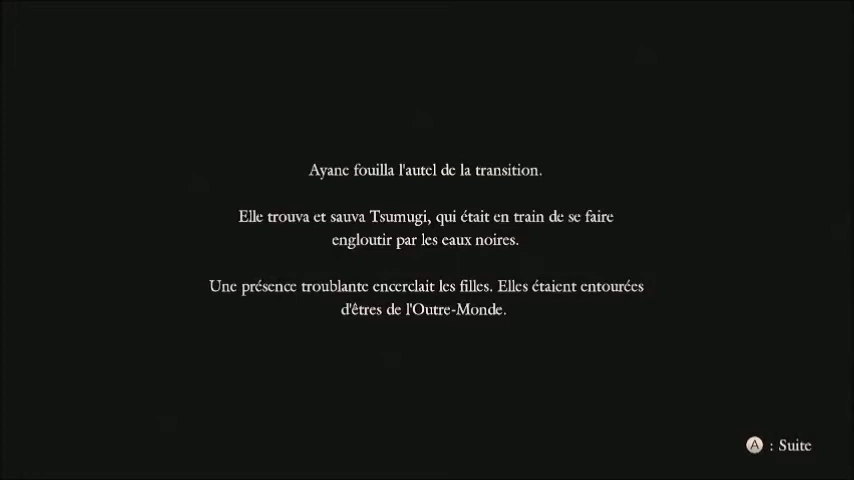 Ayane fouilla l'autel de la transition.
Elle trouva et sauva Tsumugi, qui était en train de se faire
engloutir par les eaux noires.
Une présence troublante encerclait les filles. Elles étaient entourées
d'êtres de l'Outre-Monde.
A : Suite